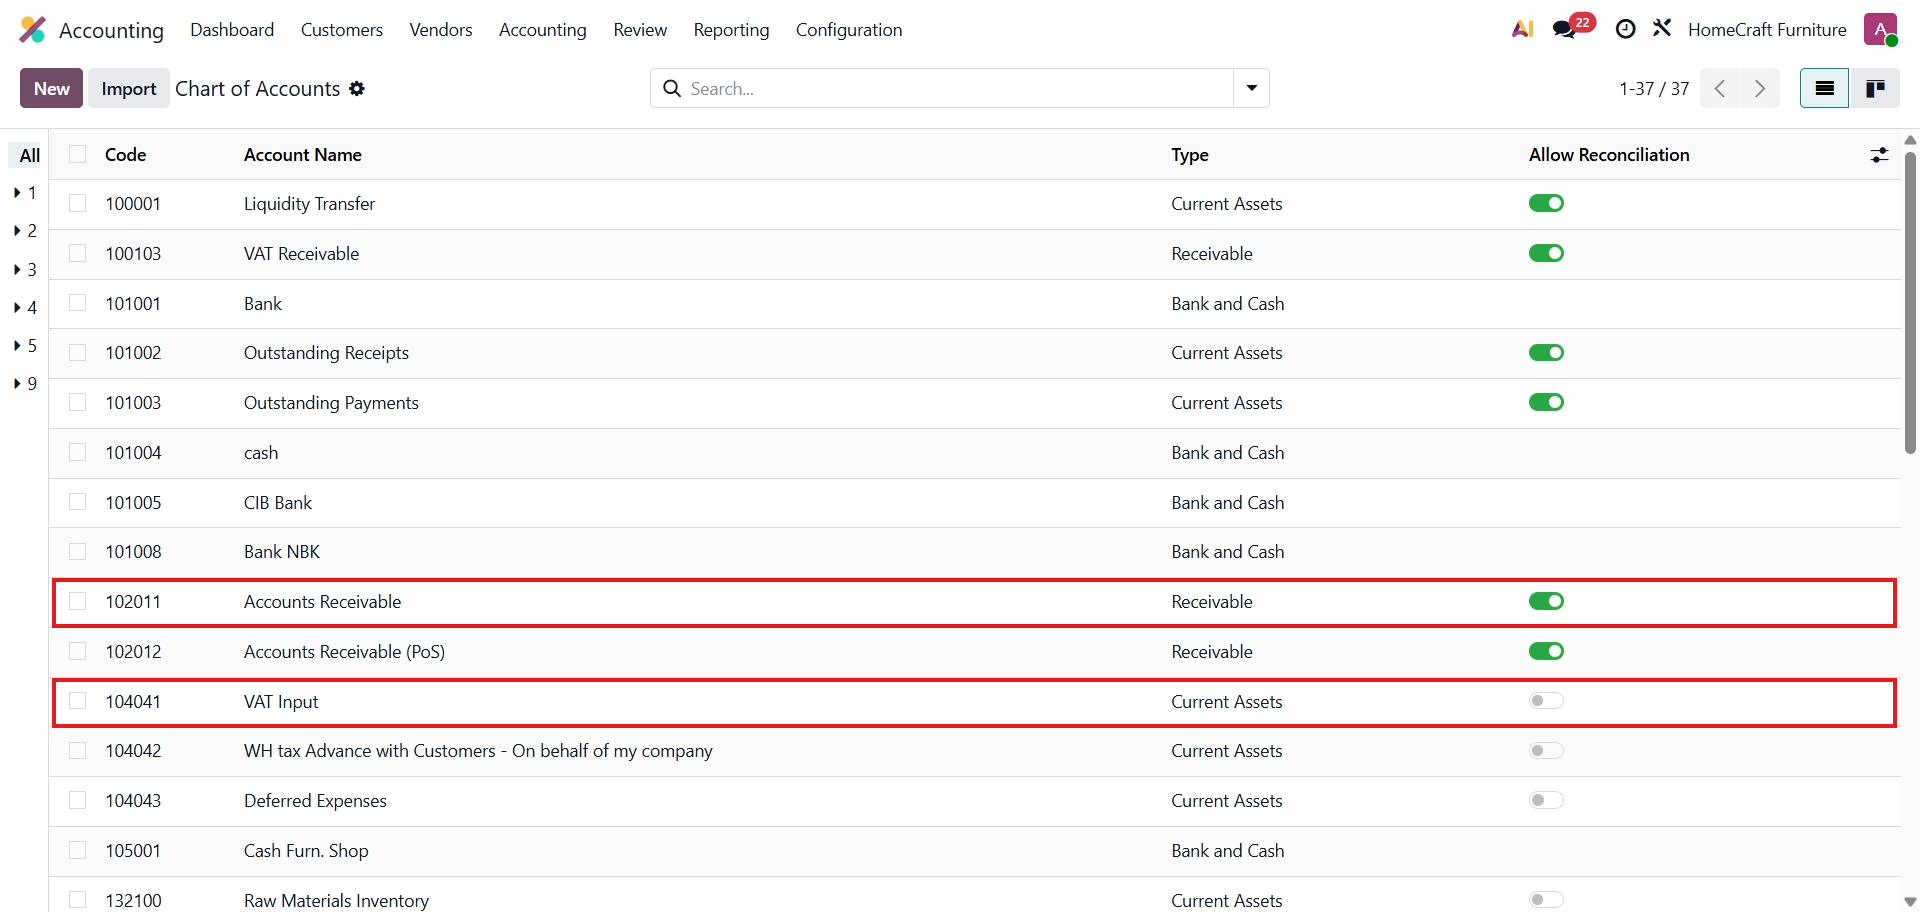 Accounting Dashboard Customers Vendors Accounting Review Reporting Configuration AI 22 HomeCraft Furniture A
New Import Chart of Accounts Search... 1-37 / 37
All Code Account Name Type Allow Reconciliation
1
2
3
4
5
9
100001 Liquidity Transfer Current Assets
100103 VAT Receivable Receivable
101001 Bank Bank and Cash
101002 Outstanding Receipts Current Assets
101003 Outstanding Payments Current Assets
101004 cash Bank and Cash
101005 CIB Bank Bank and Cash
101008 Bank NBK Bank and Cash
102011 Accounts Receivable Receivable
102012 Accounts Receivable (PoS) Receivable
104041 VAT Input Current Assets
104042 WH tax Advance with Customers - On behalf of my company Current Assets
104043 Deferred Expenses Current Assets
105001 Cash Furn. Shop Bank and Cash
132100 Raw Materials Inventory Current Assets